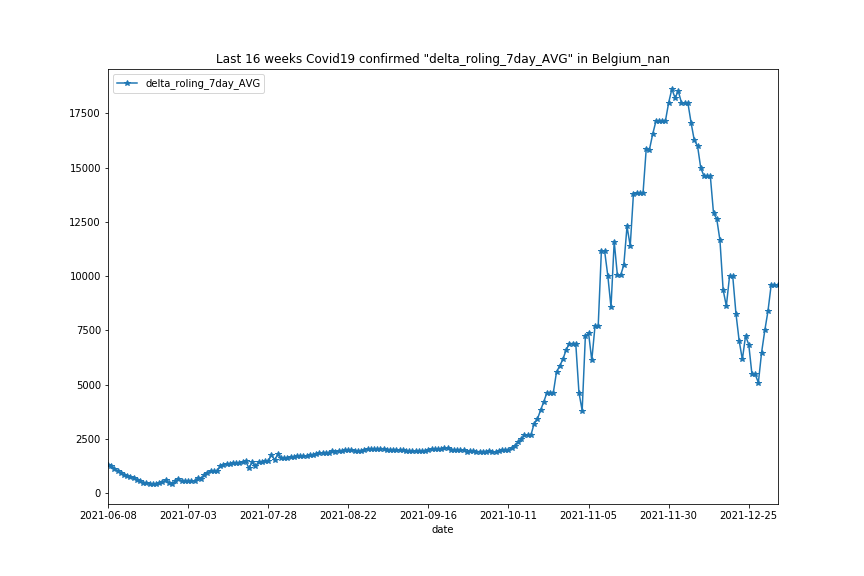 Last 16 weeks Covid19 confirmed "delta_roling_7day_AVG" in Belgium_nan
delta_roling_7day_AVG
17500
15000
12500
10000
7500
5000
2500
0
2021-06-08 2021-07-03 2021-07-28 2021-08-22 2021-09-16 2021-10-11 2021-11-05 2021-11-30 2021-12-25
date